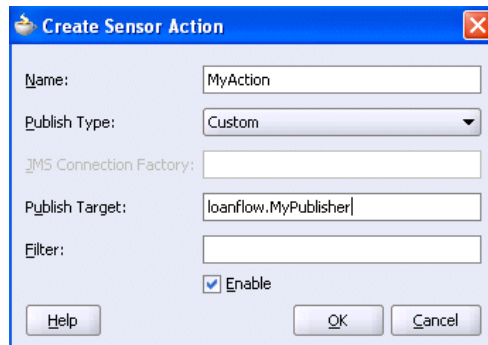 Create Sensor Action
Name: MyAction
Publish Type: Custom
JMS Connection Factory:
Publish Target: loanflow.MyPublisher
Filter:
Enable
Help OK Cancel